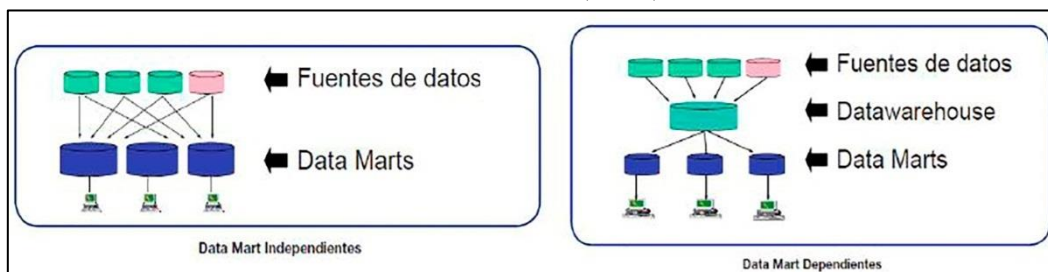 Fuentes de datos
Data Marts
Data Mart Independientes
Fuentes de datos
Datawarehouse
Data Marts
Data Mart Dependientes